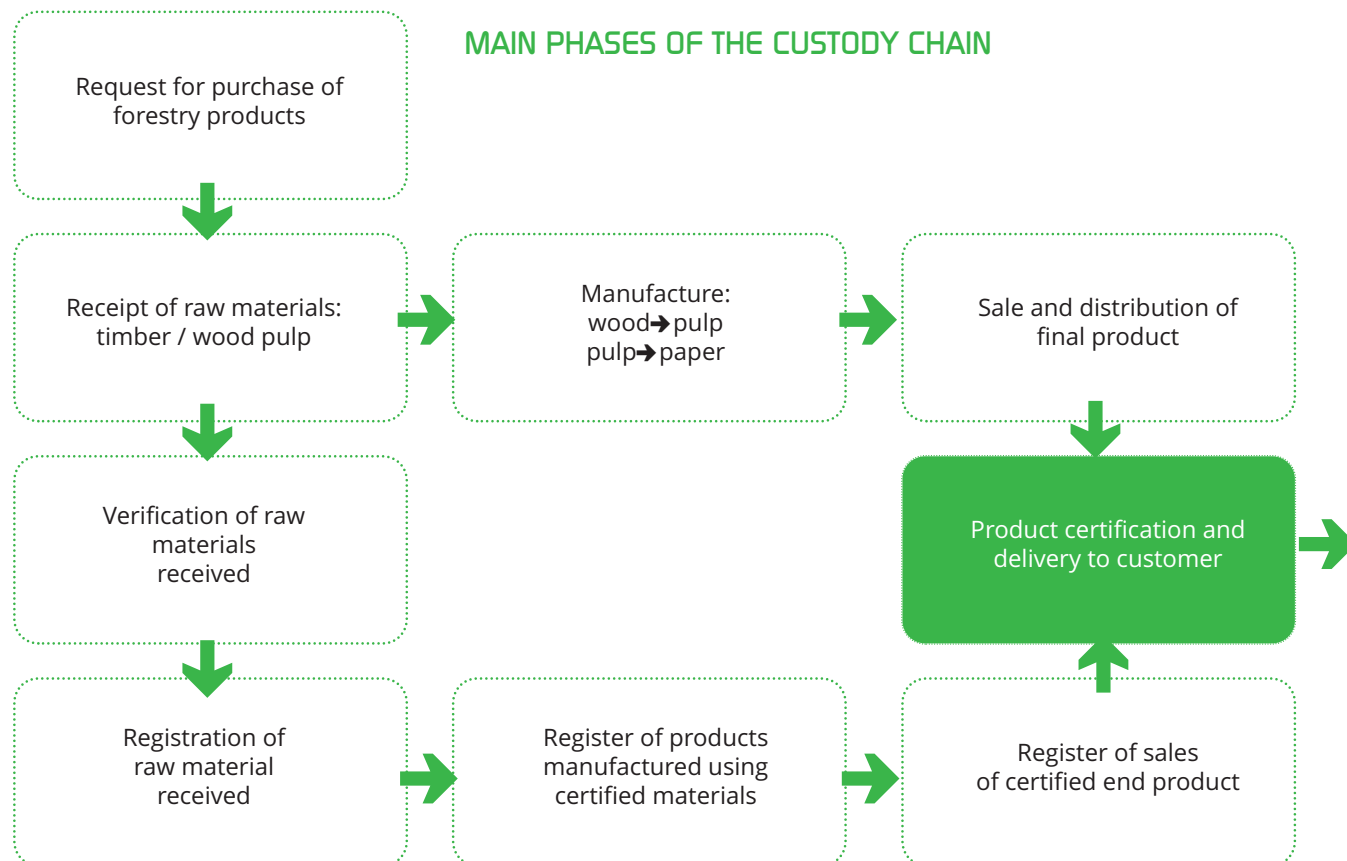 MAIN PHASES OF THE CUSTODY CHAIN
Request for purchase of
forestry products
Receipt of raw materials:
timber / wood pulp
Manufacture:
wood➔pulp
pulp➔paper
Sale and distribution of
final product
Verification of raw
materials
received
Product certification and
delivery to customer
Registration of
raw material
received
Register of products
manufactured using
certified materials
Register of sales
of certified end product